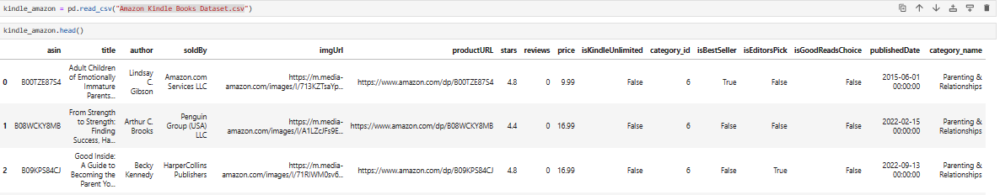 kindle_amazon = pd.read_csv("Amazon Kindle Books Dataset.csv")
kindle_amazon.head()
asin title author soldBy imgUrl productURL stars reviews price isKindleUnlimited category_id isBestSeller isEditorsPick isGoodReadsChoice publishedDate category_name
0 B00TZE87S4 Adult Children of Emotionally Immature Parents... Lindsay C. Gibson Amazon.com Services LLC https://m.media-amazon.com/images/I/713KZTsaYp... https://www.amazon.com/dp/B00TZE87S4 4.8 0 9.99 False 6 True False False 2015-06-01 00:00:00 Parenting & Relationships
1 B08WCKY8MB From Strength to Strength: Finding Success, Ha... Arthur C. Brooks Penguin Group (USA) LLC https://m.media-amazon.com/images/I/A1LZcJFs9E... https://www.amazon.com/dp/B08WCKY8MB 4.4 0 16.99 False 6 False False False 2022-02-15 00:00:00 Parenting & Relationships
2 B09KPS84CJ Good Inside: A Guide to Becoming the Parent Yo... Becky Kennedy HarperCollins Publishers https://m.media-amazon.com/images/I/71RIWM0sv6... https://www.amazon.com/dp/B09KPS84CJ 4.8 0 16.99 False 6 False True False 2022-09-13 00:00:00 Parenting & Relationships